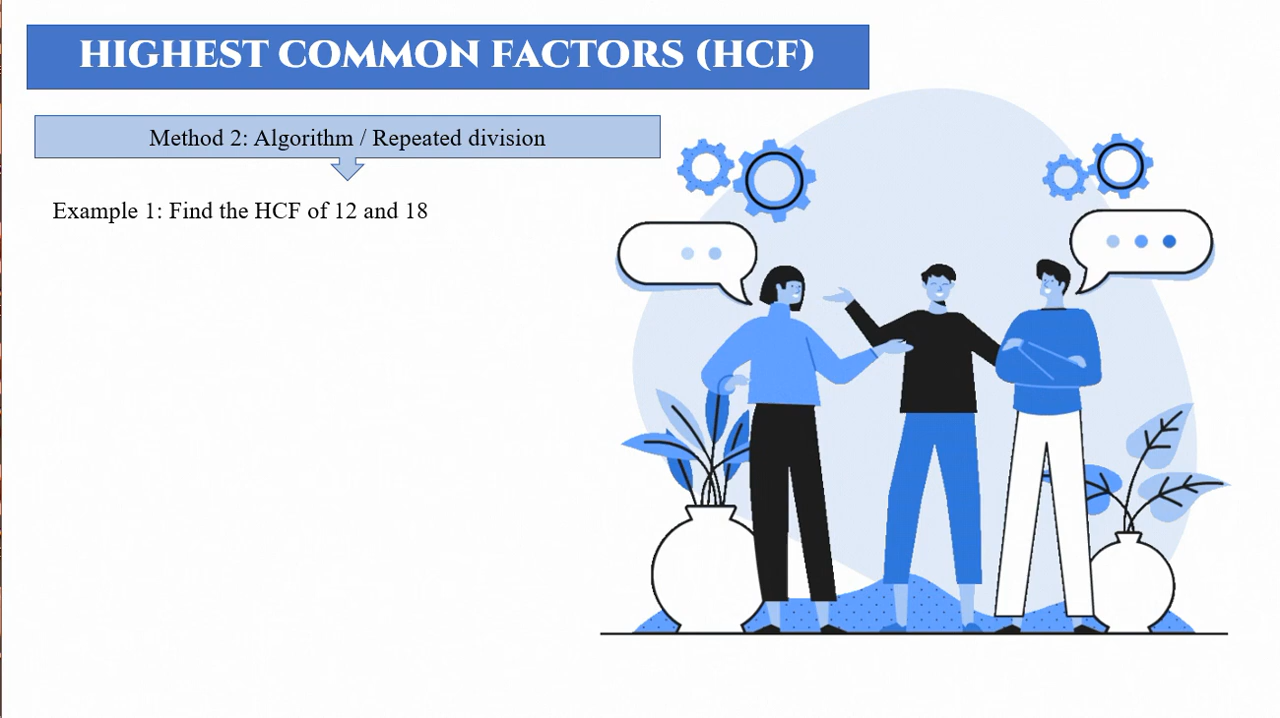 HIGHEST COMMON FACTORS (HCF)
Method 2: Algorithm / Repeated division
Example 1: Find the HCF of 12 and 18